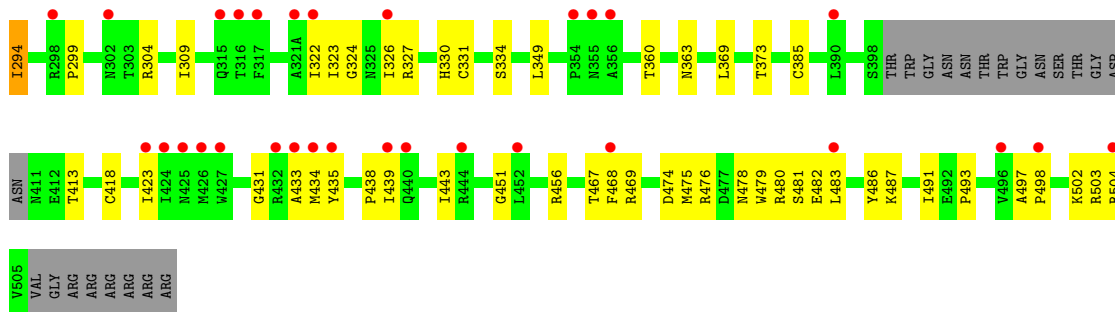 I294 R298 P299 N302 T303 R304 I309 Q315 T316 F317 A321A I322 I323 G324 N325 I326 R327 H330 C331 S334 L349 P354 N355 A356 T360 N363 L369 T373 C385 L390 S398 THR TRP GLY ASN ASN THR TRP GLY ASN SER THR GLY ASP
ASN N411 E412 T413 C418 I423 I424 N425 M426 W427 G431 R432 A433 M434 Y435 P438 I439 Q440 I443 R444 G451 L452 R456 T467 F468 R469 D474 M475 R476 D477 N478 W479 R480 S481 E482 L483 Y486 K487 I491 E492 P493 V496 A497 P498 K502 R503 R504
V505 VAL GLY ARG ARG ARG ARG ARG